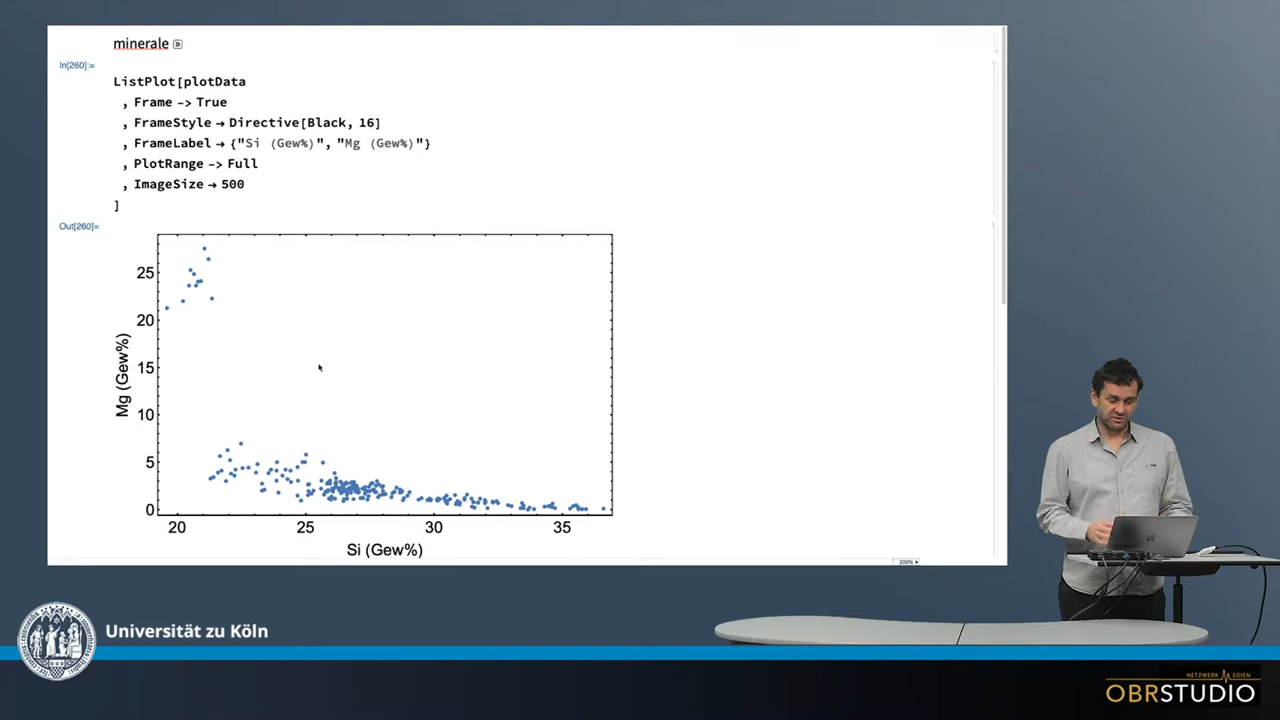 minerale
In[260]:=
ListPlot[plotData
, Frame -> True
, FrameStyle → Directive[Black, 16]
, FrameLabel → {"Si (Gew%)", "Mg (Gew%)"}
, PlotRange -> Full
, ImageSize → 500
]
Out[260]=
25
20
15
10
5
0
Mg (Gew%)
20 25 30 35
Si (Gew%)
200%
Universität zu Köln
NETZWERK MEDIEN
OBRSTUDIO